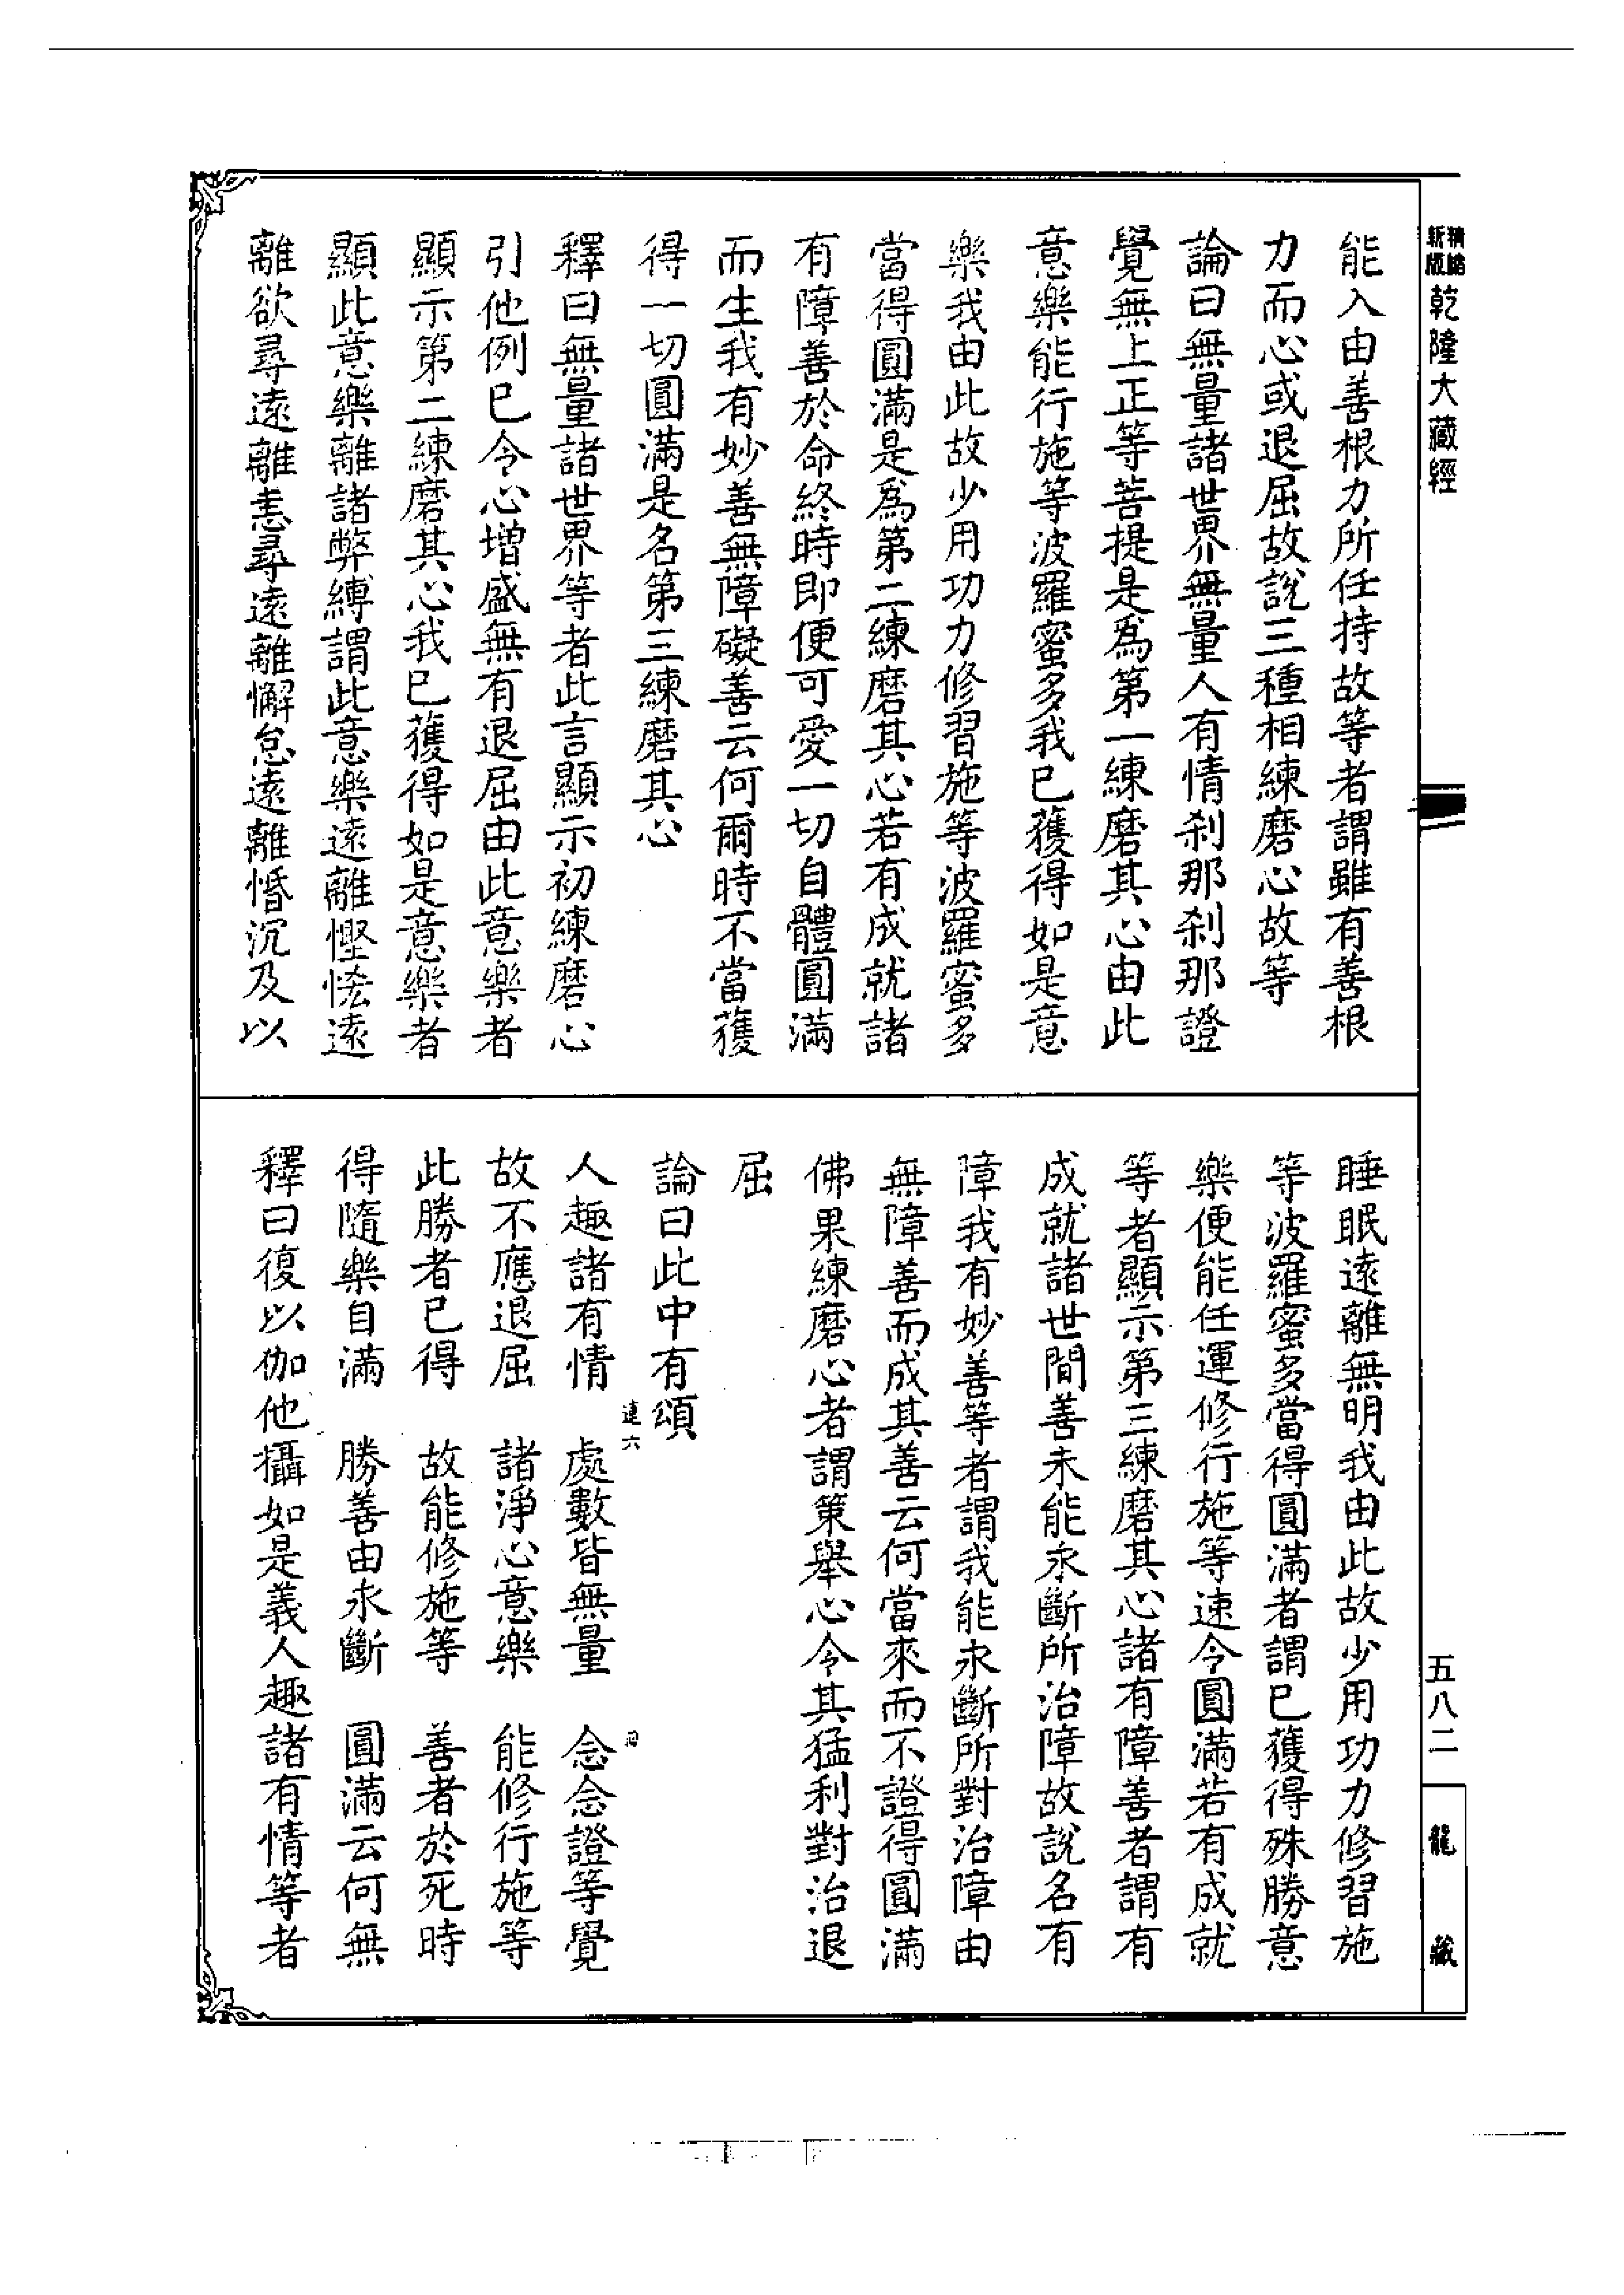 精縮新版乾隆大藏經
五八二
龍藏
能入由善根力所任持故等者謂雖有善根
力而心或退屈故說三種相練磨心故等
論曰無量諸世界無量人有情刹那刹那證
覺無上正等菩提是爲第一練磨其心由此
意樂能行施等波羅蜜多我已獲得如是意
樂我由此故少用功力修習施等波羅蜜多
當得圓滿是爲第二練磨其心若有成就諸
有障善於命終時即便可愛一切自體圓滿
而生我有妙善無障礙善云何爾時不當獲
得一切圓滿是名第三練磨其心
釋曰無量諸世界等者此言顯示初練磨心
引他例已令心增盛無有退屈由此意樂者
顯示第二練磨其心我已獲得如是意樂者
顯此意樂離諸弊縛謂此意樂遠離慳悋遠
離欲尋遠離恚尋遠離懈怠遠離惛沉及以
睡眠遠離無明我由此故少用功力修習施
等波羅蜜多當得圓滿者謂已獲得殊勝意
樂便能任運修行施等速令圓滿若有成就
等者顯示第三練磨其心諸有障善者謂有
成就諸世間善未能永斷所治障故說名有
障我有妙善等者謂我能永斷所對治障由
無障善而成其善云何當來而不證得圓滿
佛果練磨心者謂策舉心令其猛利對治退
屈
論曰此中有頌
連六
人趣諸有情　處數皆無量　念念證等覺
故不應退屈　諸淨心意樂　能修行施等
此勝者已得　故能修施等　善者於死時
得隨樂自滿　勝善由永斷　圓滿云何無
釋曰復以伽他攝如是義人趣諸有情等者